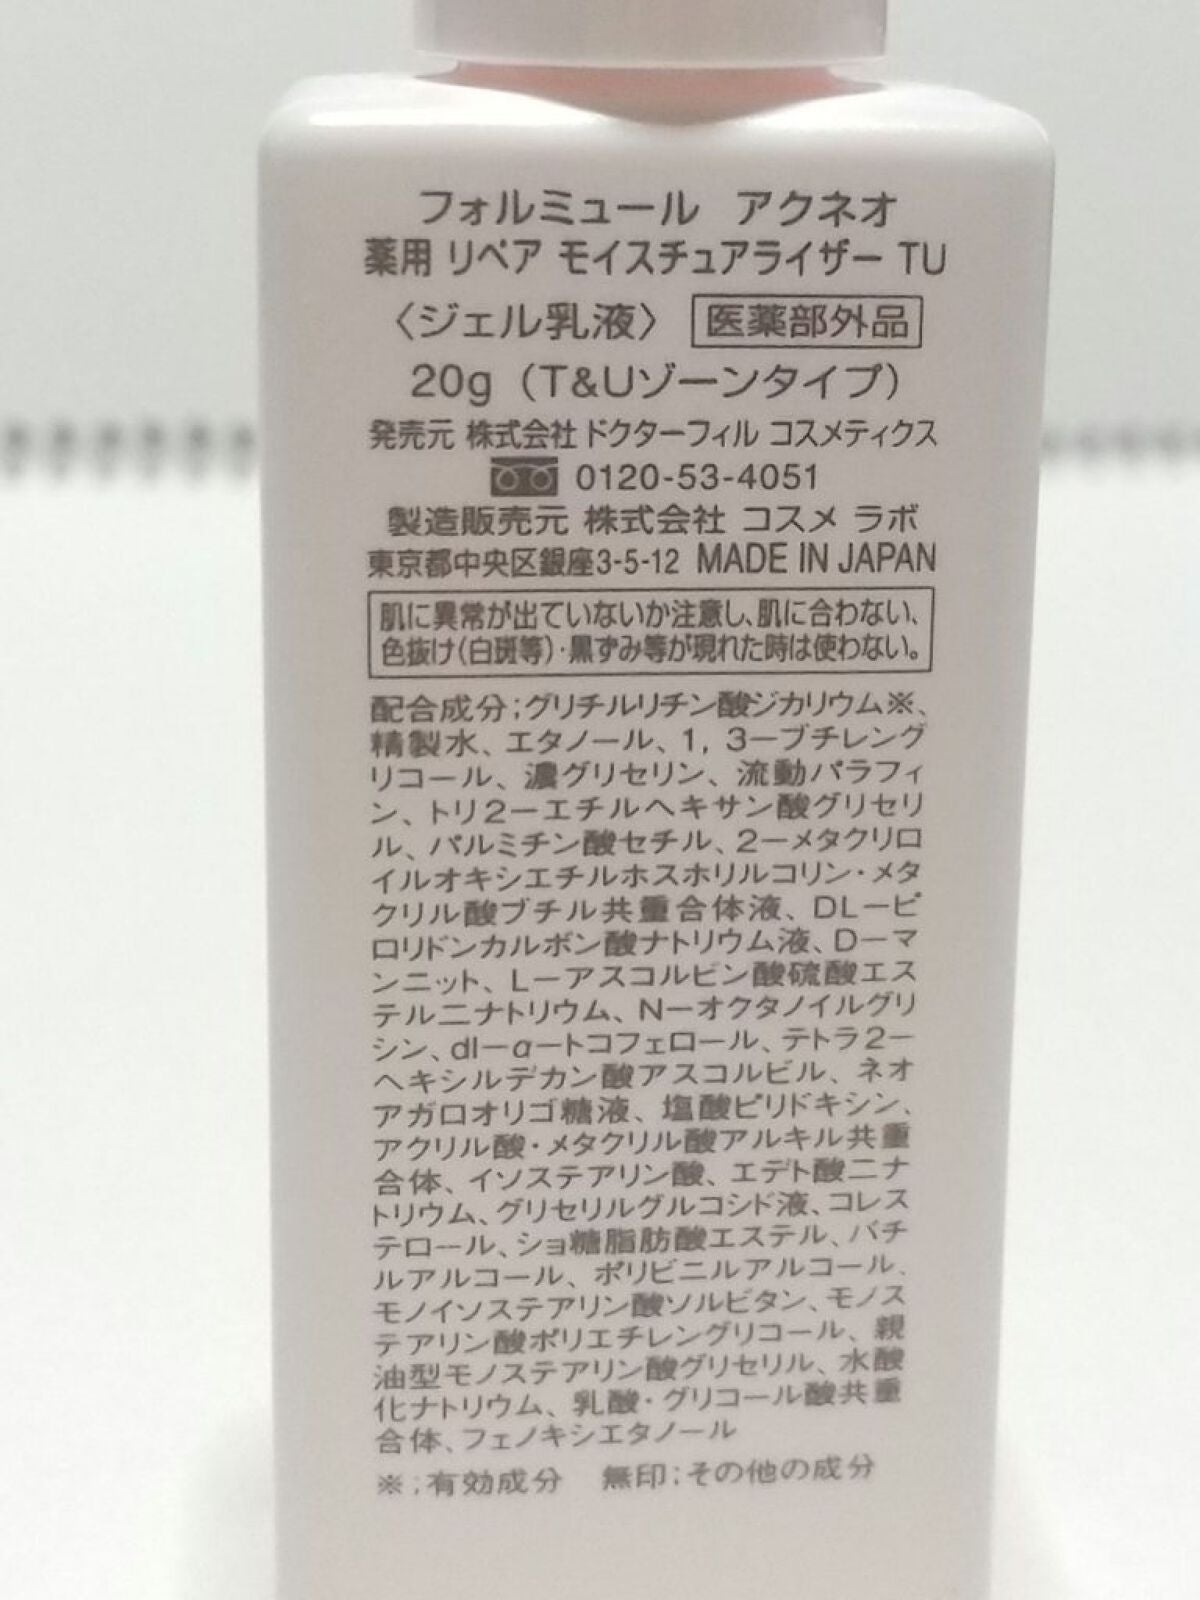 フォルミュール アクネオ
薬用 リペア モイスチュアライザー TU
〈ジェル乳液〉 医薬部外品
20g（T&Uゾーンタイプ）
発売元 株式会社 ドクターフィル コスメティクス
0120-53-4051
製造販売元 株式会社 コスメ ラボ
東京都中央区銀座3-5-12 MADE IN JAPAN
肌に異常が出ていないか注意し、肌に合わない、
色抜け(白斑等)･黒ずみ等が現れた時は使わない。
配合成分；グリチルリチン酸ジカリウム※、
精製水、エタノール、1，3－ブチレング
リコール、濃グリセリン、流動パラフィ
ン、トリ2－エチルヘキサン酸グリセリ
ル、パルミチン酸セチル、2－メタクリロ
イルオキシエチルホスホリルコリン・メタ
クリル酸ブチル共重合体液、DL－ピ
ロリドンカルボン酸ナトリウム液、D－マ
ンニット、L－アスコルビン酸硫酸エス
テル二ナトリウム、N－オクタノイルグリ
シン、dl－α－トコフェロール、テトラ2－
ヘキシルデカン酸アスコルビル、ネオ
アガロオリゴ糖液、塩酸ピリドキシン、
アクリル酸・メタクリル酸アルキル共重
合体、イソステアリン酸、エデト酸二ナ
トリウム、グリセリルグルコシド液、コレス
テロール、ショ糖脂肪酸エステル、バチ
ルアルコール、ポリビニルアルコール、
モノイソステアリン酸ソルビタン、モノス
テアリン酸ポリエチレングリコール、親
油型モノステアリン酸グリセリル、水酸
化ナトリウム、乳酸・グリコール酸共重
合体、フェノキシエタノール
※；有効成分　無印；その他の成分